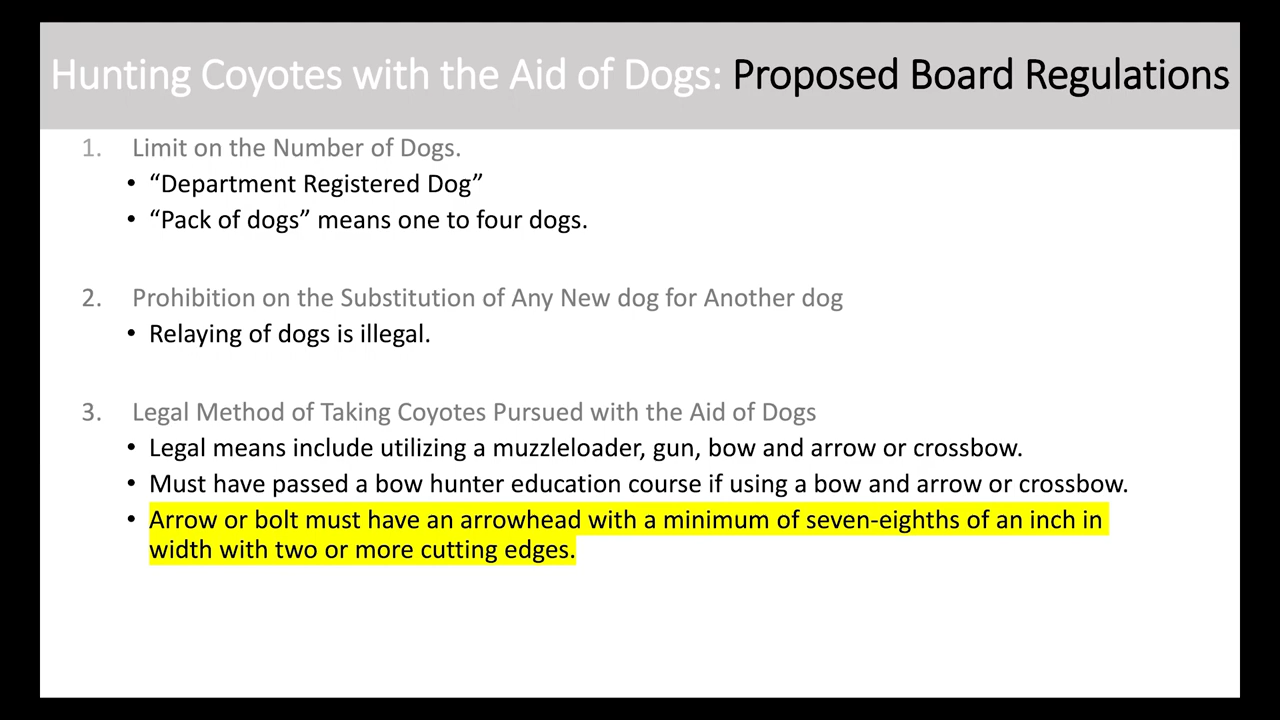 Hunting Coyotes with the Aid of Dogs: Proposed Board Regulations
1. Limit on the Number of Dogs.
• “Department Registered Dog”
• “Pack of dogs” means one to four dogs.
2. Prohibition on the Substitution of Any New dog for Another dog
• Relaying of dogs is illegal.
3. Legal Method of Taking Coyotes Pursued with the Aid of Dogs
• Legal means include utilizing a muzzleloader, gun, bow and arrow or crossbow.
• Must have passed a bow hunter education course if using a bow and arrow or crossbow.
• Arrow or bolt must have an arrowhead with a minimum of seven-eighths of an inch in
width with two or more cutting edges.